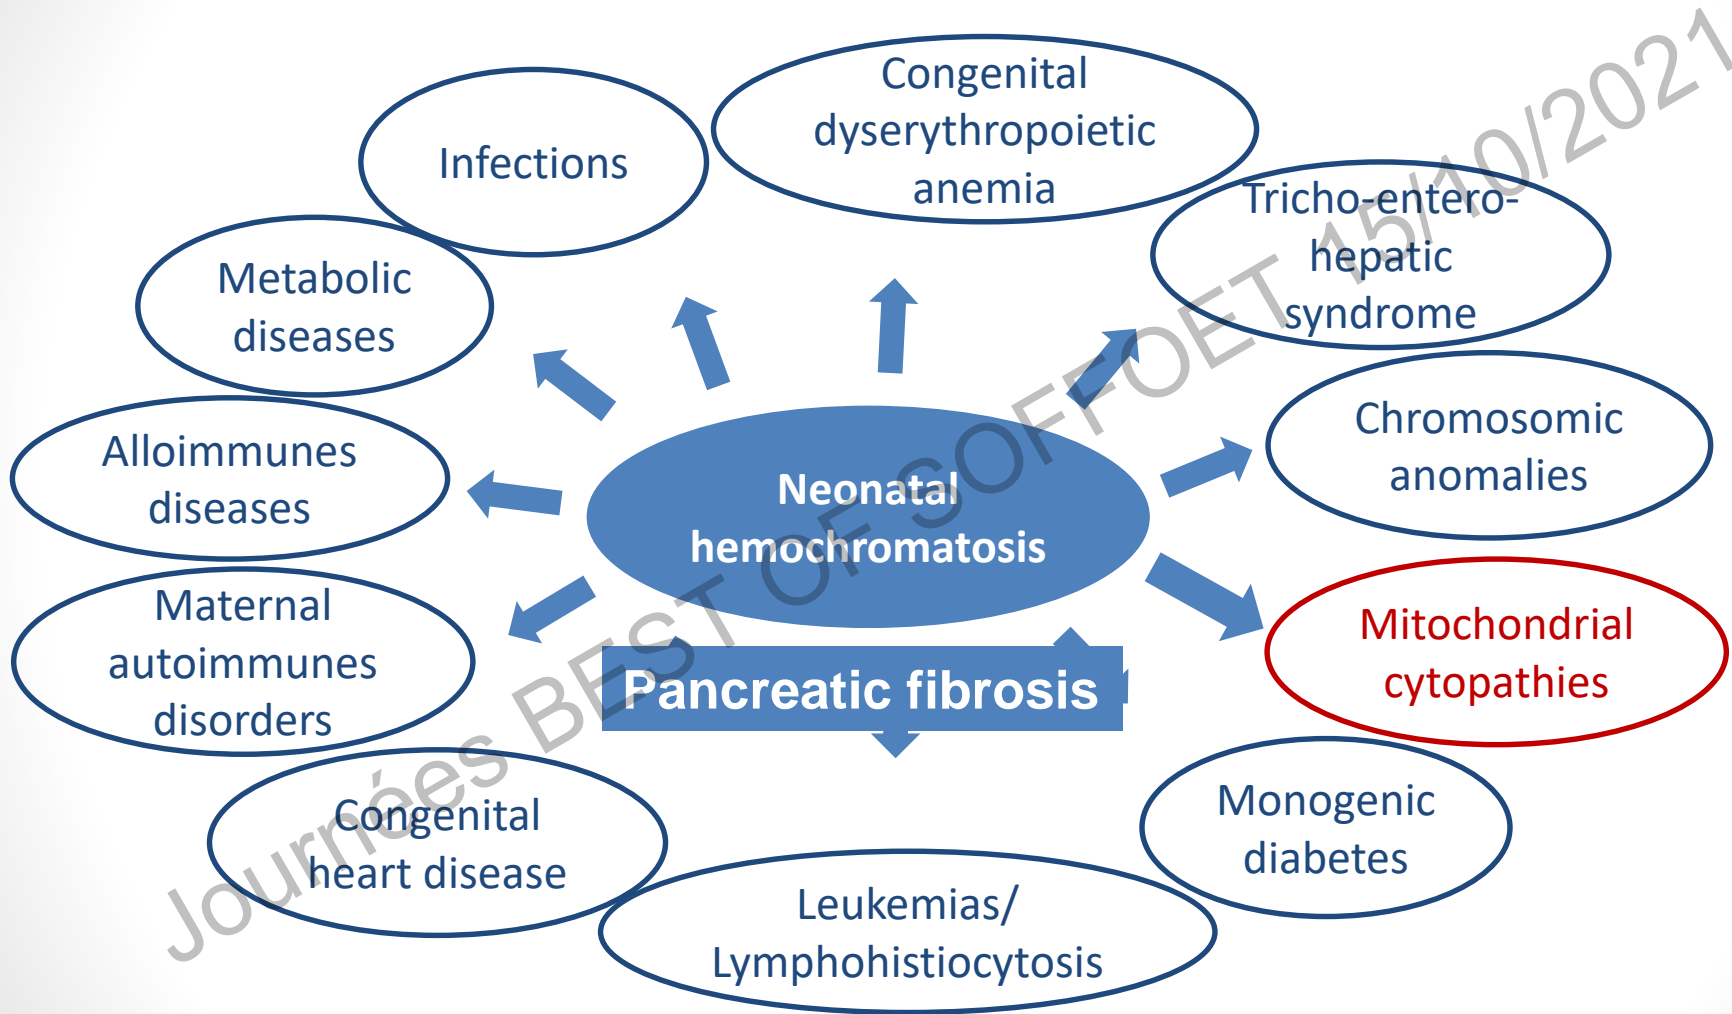 Congenital
dyserythropoietic
anemia
Infections
Tricho-entero-
hepatic
syndrome
Metabolic
diseases
Chromosomic
anomalies
Alloimmunes
diseases
Neonatal
hemochromatosis
Maternal
autoimmunes
disorders
Mitochondrial
cytopathies
Pancreatic fibrosis
Congenital
heart disease
Monogenic
diabetes
Leukemias/
Lymphohistiocytosis
Journées BEST OF SOFFOET 15/10/2021